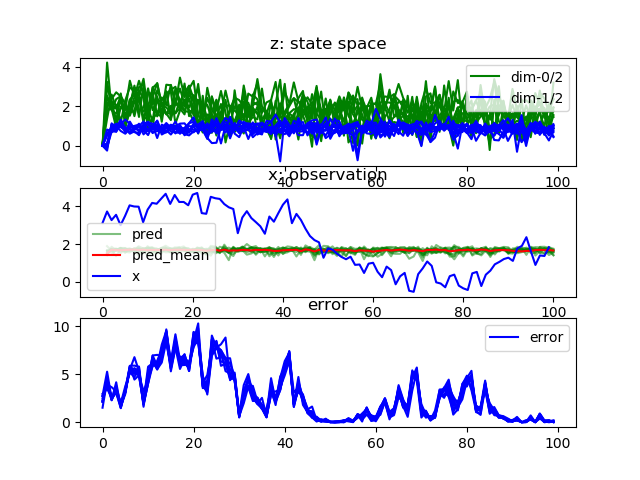 z: state space
4
2
0
dim-0/2
dim-1/2
0 20 40 60 80 100
x: observation
4
2
0
pred
pred_mean
x
0 20 40 60 80 100
error
10
5
0
error
0 20 40 60 80 100